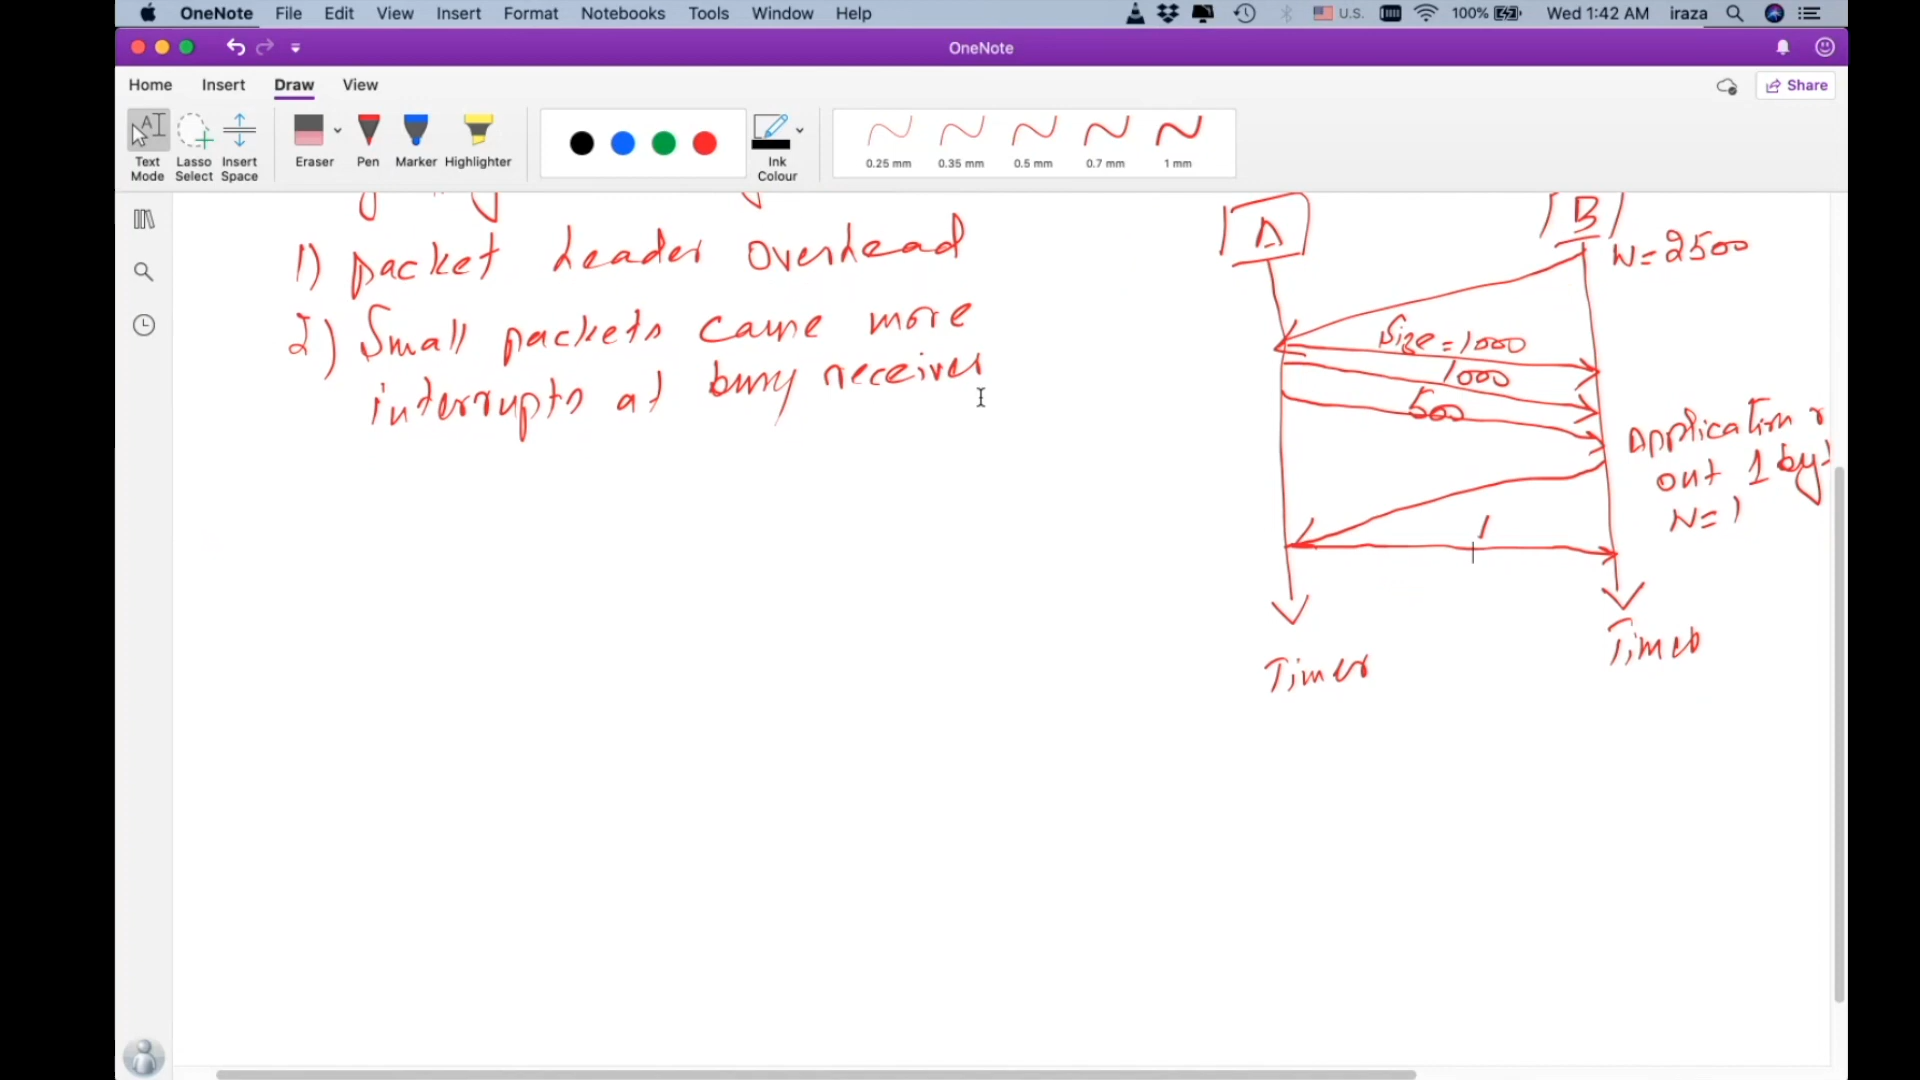 OneNote File Edit View Insert Format Notebooks Tools Window Help U.S. 100% Wed 1:42 AM iraza
OneNote
Home Insert Draw View Share
Text Mode
Lasso Select
Insert Space
Eraser
Pen
Marker
Highlighter
Ink Colour
0.25 mm
0.35 mm
0.5 mm
0.7 mm
1 mm
1) packet header overhead
2) Small packets cause more
interrupts at busy receiver
A
B
W=2500
Size=1000
1000
500
Application r
out 1 by
W=1
1
Timer
Timer